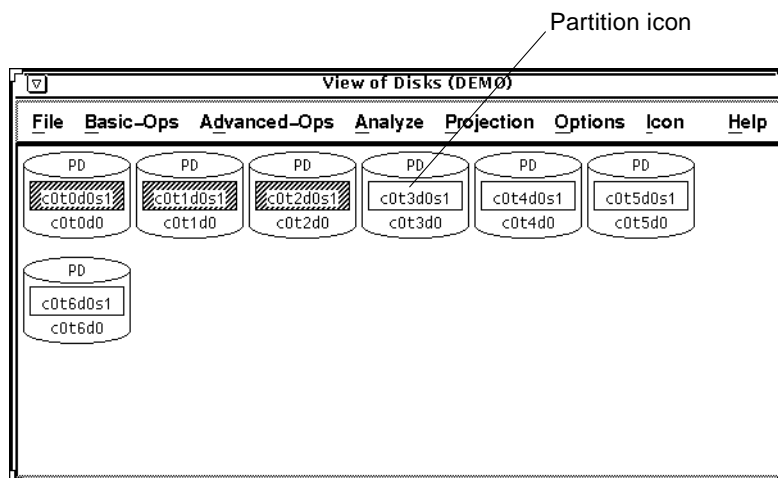 Partition icon
View of Disks (DEMO)
File Basic-Ops Advanced-Ops Analyze Projection Options Icon Help
PD PD PD PD PD PD
c0t0d0s1 c0t1d0s1 c0t2d0s1 c0t3d0s1 c0t4d0s1 c0t5d0s1
c0t0d0 c0t1d0 c0t2d0 c0t3d0 c0t4d0 c0t5d0
PD
c0t6d0s1
c0t6d0